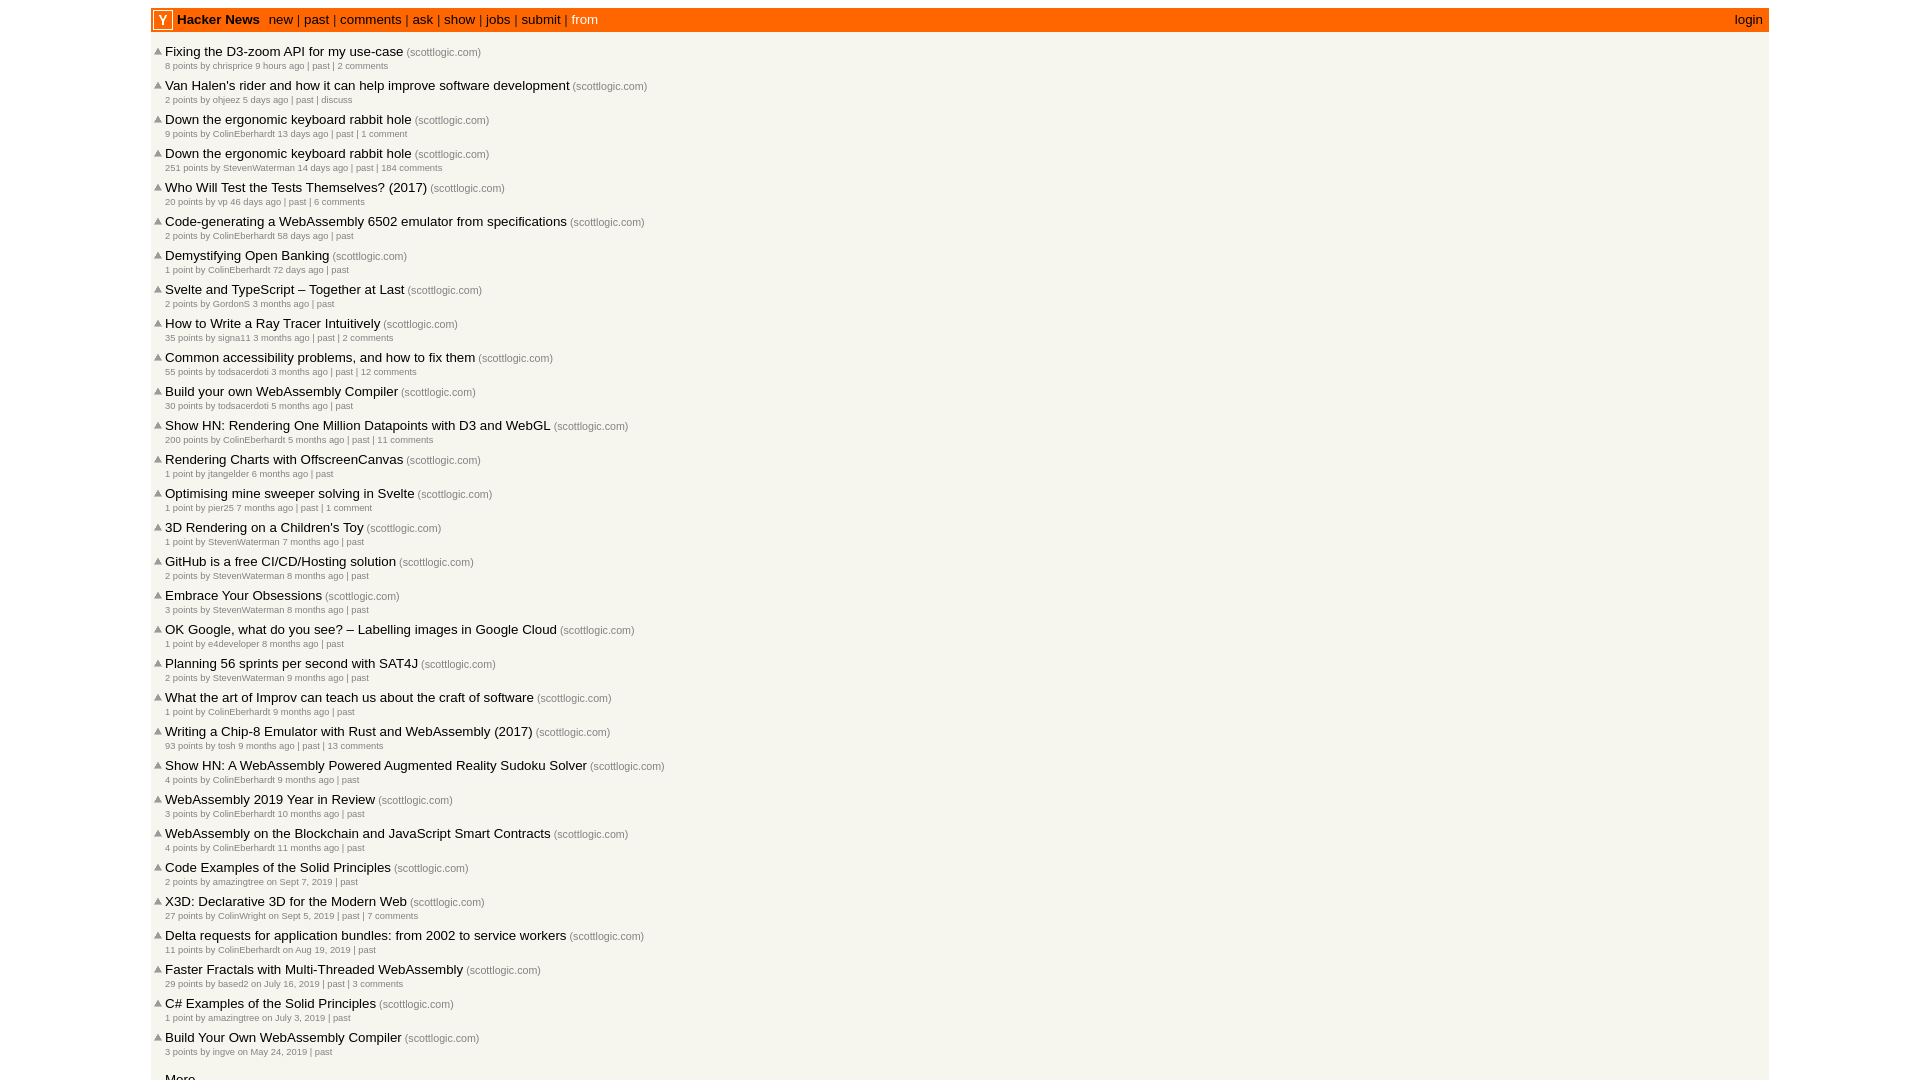 Y Hacker News new | past | comments | ask | show | jobs | submit | from login
Fixing the D3-zoom API for my use-case (scottlogic.com)
8 points by chrisprice 9 hours ago | past | 2 comments
Van Halen's rider and how it can help improve software development (scottlogic.com)
2 points by ohjeez 5 days ago | past | discuss
Down the ergonomic keyboard rabbit hole (scottlogic.com)
9 points by ColinEberhardt 13 days ago | past | 1 comment
Down the ergonomic keyboard rabbit hole (scottlogic.com)
251 points by StevenWaterman 14 days ago | past | 184 comments
Who Will Test the Tests Themselves? (2017) (scottlogic.com)
20 points by vp 46 days ago | past | 6 comments
Code-generating a WebAssembly 6502 emulator from specifications (scottlogic.com)
2 points by ColinEberhardt 58 days ago | past
Demystifying Open Banking (scottlogic.com)
1 point by ColinEberhardt 72 days ago | past
Svelte and TypeScript – Together at Last (scottlogic.com)
2 points by GordonS 3 months ago | past
How to Write a Ray Tracer Intuitively (scottlogic.com)
35 points by signa11 3 months ago | past | 2 comments
Common accessibility problems, and how to fix them (scottlogic.com)
55 points by todsacerdoti 3 months ago | past | 12 comments
Build your own WebAssembly Compiler (scottlogic.com)
30 points by todsacerdoti 5 months ago | past
Show HN: Rendering One Million Datapoints with D3 and WebGL (scottlogic.com)
200 points by ColinEberhardt 5 months ago | past | 11 comments
Rendering Charts with OffscreenCanvas (scottlogic.com)
1 point by jtangelder 6 months ago | past
Optimising mine sweeper solving in Svelte (scottlogic.com)
1 point by pier25 7 months ago | past | 1 comment
3D Rendering on a Children's Toy (scottlogic.com)
1 point by StevenWaterman 7 months ago | past
GitHub is a free CI/CD/Hosting solution (scottlogic.com)
2 points by StevenWaterman 8 months ago | past
Embrace Your Obsessions (scottlogic.com)
3 points by StevenWaterman 8 months ago | past
OK Google, what do you see? – Labelling images in Google Cloud (scottlogic.com)
1 point by e4developer 8 months ago | past
Planning 56 sprints per second with SAT4J (scottlogic.com)
2 points by StevenWaterman 9 months ago | past
What the art of Improv can teach us about the craft of software (scottlogic.com)
1 point by ColinEberhardt 9 months ago | past
Writing a Chip-8 Emulator with Rust and WebAssembly (2017) (scottlogic.com)
93 points by tosh 9 months ago | past | 13 comments
Show HN: A WebAssembly Powered Augmented Reality Sudoku Solver (scottlogic.com)
4 points by ColinEberhardt 9 months ago | past
WebAssembly 2019 Year in Review (scottlogic.com)
3 points by ColinEberhardt 10 months ago | past
WebAssembly on the Blockchain and JavaScript Smart Contracts (scottlogic.com)
4 points by ColinEberhardt 11 months ago | past
Code Examples of the Solid Principles (scottlogic.com)
2 points by amazingtree on Sept 7, 2019 | past
X3D: Declarative 3D for the Modern Web (scottlogic.com)
27 points by ColinWright on Sept 5, 2019 | past | 7 comments
Delta requests for application bundles: from 2002 to service workers (scottlogic.com)
11 points by ColinEberhardt on Aug 19, 2019 | past
Faster Fractals with Multi-Threaded WebAssembly (scottlogic.com)
29 points by based2 on July 16, 2019 | past | 3 comments
C# Examples of the Solid Principles (scottlogic.com)
1 point by amazingtree on July 3, 2019 | past
Build Your Own WebAssembly Compiler (scottlogic.com)
3 points by ingve on May 24, 2019 | past
More